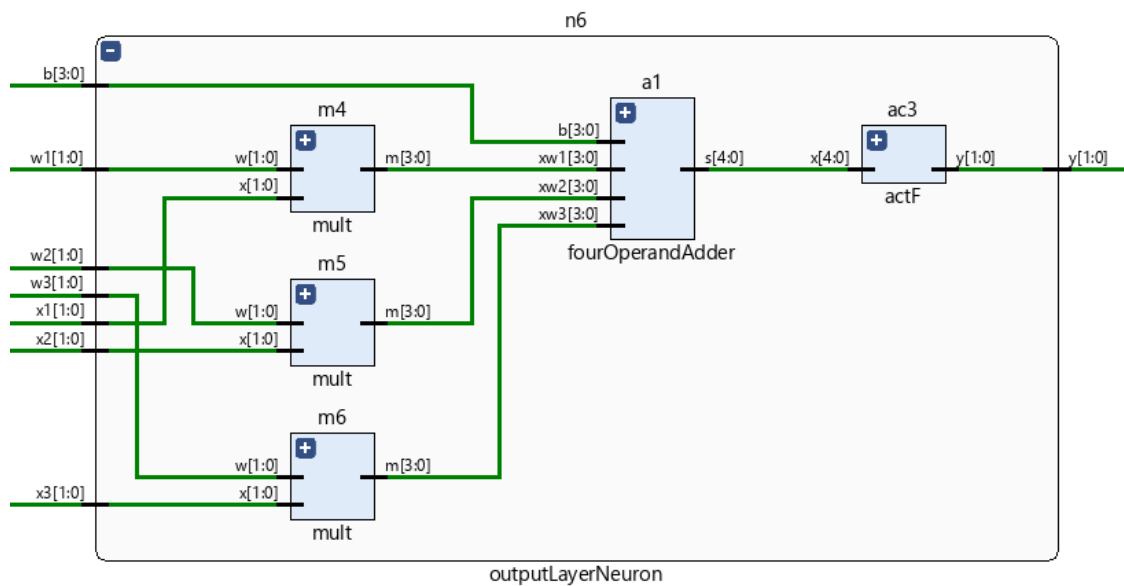 n6
b[3:0]
a1
m4
ac3
b[3:0]
w1[1:0]
w[1:0]
m[3:0]
xw1[3:0]
s[4:0]
x[4:0]
y[1:0]
y[1:0]
x[1:0]
xw2[3:0]
actF
mult
xw3[3:0]
fourOperandAdder
w2[1:0]
m5
w3[1:0]
x1[1:0]
w[1:0]
m[3:0]
x2[1:0]
x[1:0]
mult
m6
w[1:0]
m[3:0]
x3[1:0]
x[1:0]
mult
outputLayerNeuron